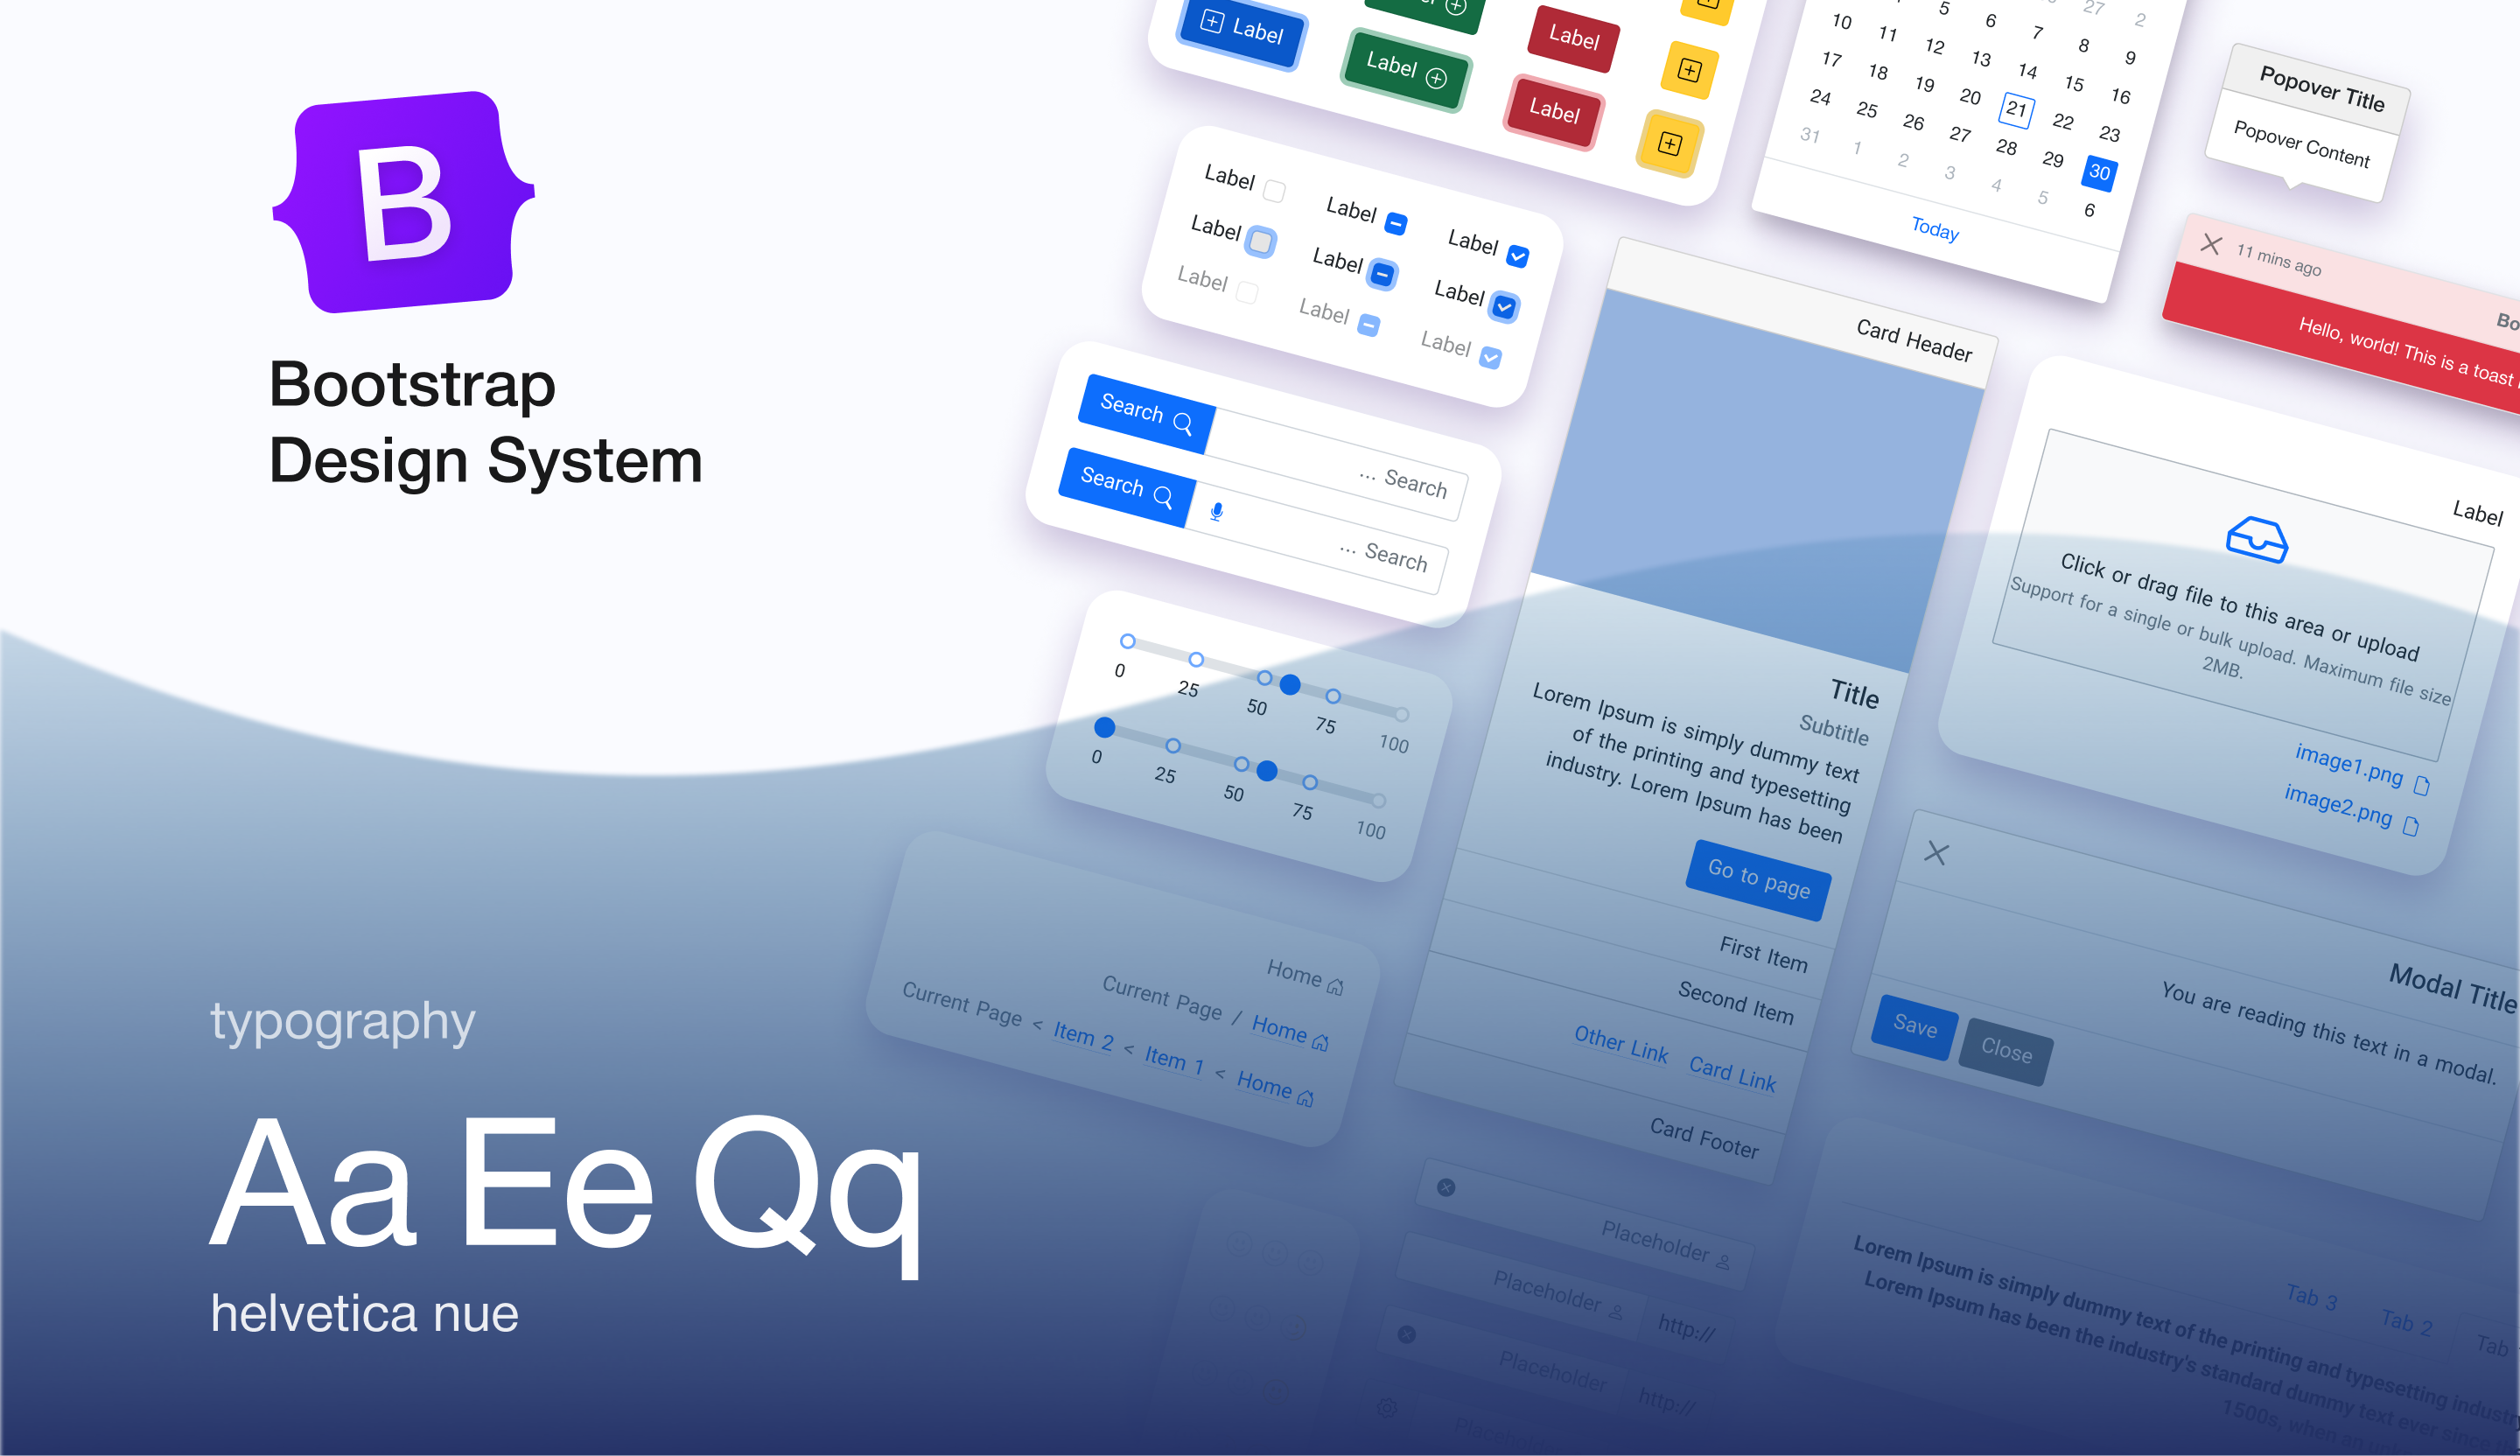 B
Bootstrap
Design System
typography
Aa Ee Qq
helvetica nue
Label
Label
Label
Label
5 6 7 8 9
27 2
10 11 12 13 14 15 16
17 18 19 20 21 22 23
24 25 26 27 28 29 30
31 1 2 3 4 5 6
Today
Popover Title
Popover Content
11 mins ago
Hello, world! This is a toast
Label Label Label
Label Label Label
Label Label Label
Search ... Search
Search ... Search
0 25 50 75 100
0 25 50 75 100
Home
Current Page / Home
Current Page < Item 2 < Item 1 < Home
Card Header
Title
Subtitle
Lorem Ipsum is simply dummy text
of the printing and typesetting
industry. Lorem Ipsum has been
Go to page
First Item
Second Item
Other Link Card Link
Card Footer
Label
Click or drag file to this area or upload
Support for a single or bulk upload. Maximum file size
2MB.
image1.png
image2.png
Modal Title
You are reading this text in a modal.
Save Close
Placeholder
Placeholder http://
Placeholder http://
Tab 3 Tab 2 Tab
Lorem Ipsum is simply dummy text of the printing and typesetting
Lorem Ipsum has been the industry's standard dummy text ever since
1500s, when an